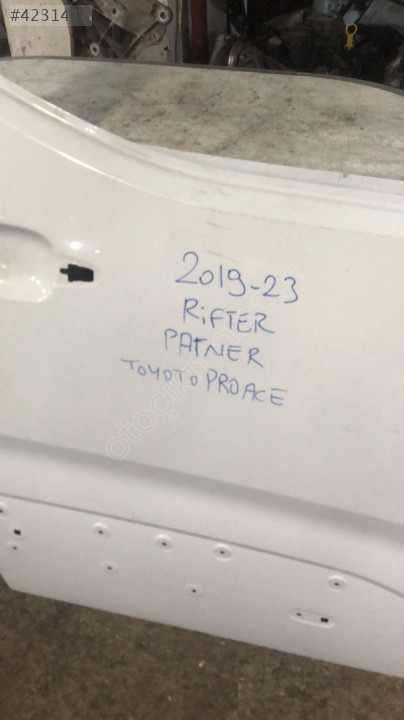 #42314
2019-23
RiFTER
PATNER
TOYOTO PROACE